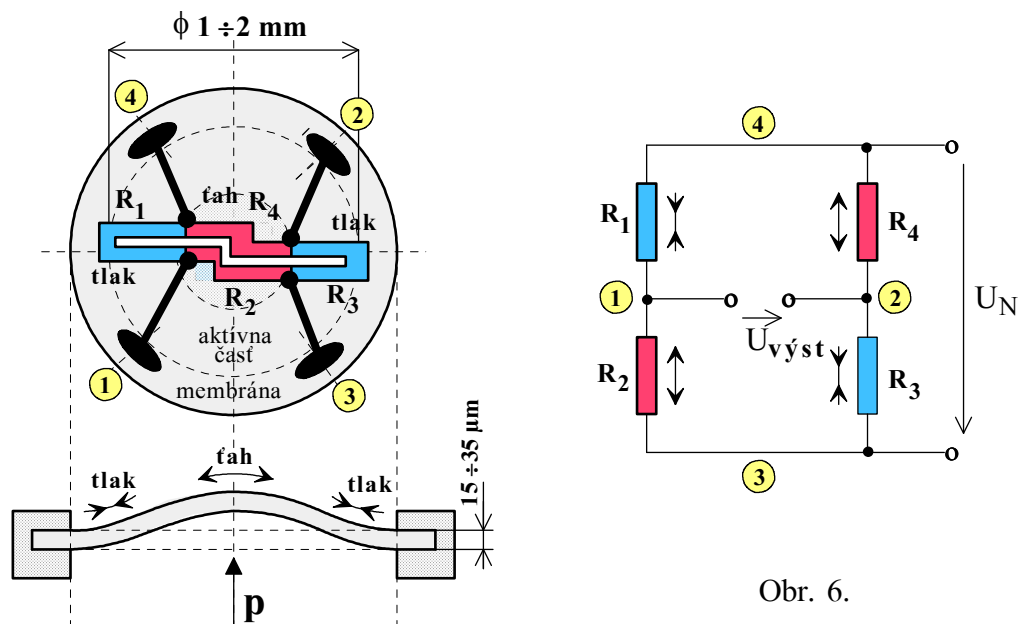 ϕ 1 ÷ 2 mm
4
2
R1
ťah
R4
tlak
tlak
R2
R3
aktívna
časť
membrána
1
3
tlak
ťah
tlak
15 ÷ 35 µm
p
4
R1
R4
1
2
Uvýst
UN
R2
R3
3
Obr. 6.